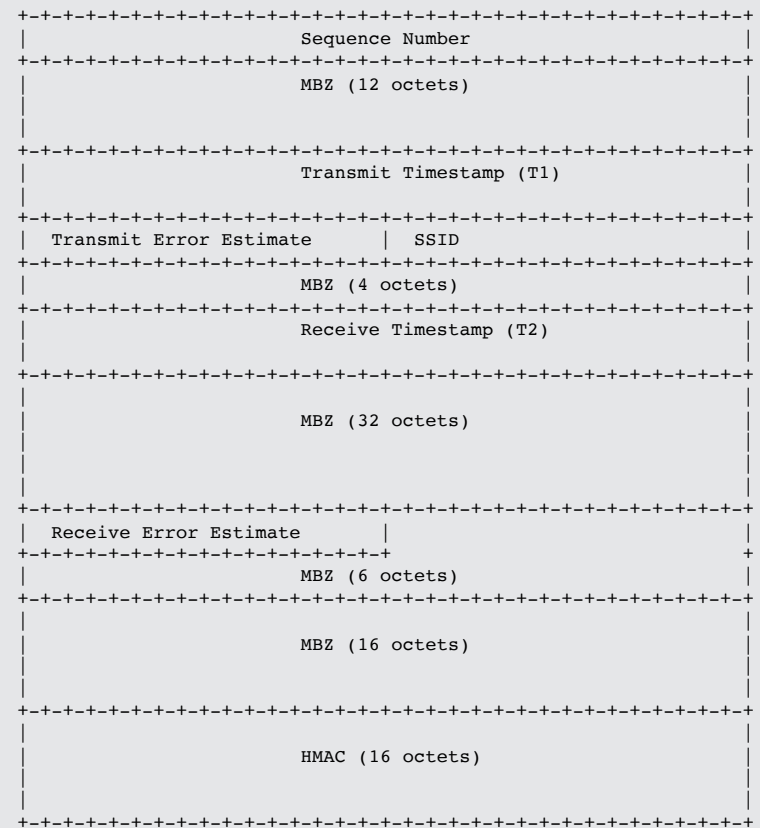 +-+-+-+-+-+-+-+-+-+-+-+-+-+-+-+-+-+-+-+-+-+-+-+-+-+-+-+-+-+-+-+-+
|                        Sequence Number                        |
+-+-+-+-+-+-+-+-+-+-+-+-+-+-+-+-+-+-+-+-+-+-+-+-+-+-+-+-+-+-+-+-+
|                        MBZ (12 octets)                        |
|                                                               |
|                                                               |
+-+-+-+-+-+-+-+-+-+-+-+-+-+-+-+-+-+-+-+-+-+-+-+-+-+-+-+-+-+-+-+-+
|                        Transmit Timestamp (T1)                |
|                                                               |
+-+-+-+-+-+-+-+-+-+-+-+-+-+-+-+-+-+-+-+-+-+-+-+-+-+-+-+-+-+-+-+-+
|  Transmit Error Estimate      |  SSID                         |
+-+-+-+-+-+-+-+-+-+-+-+-+-+-+-+-+-+-+-+-+-+-+-+-+-+-+-+-+-+-+-+-+
|                        MBZ (4 octets)                         |
+-+-+-+-+-+-+-+-+-+-+-+-+-+-+-+-+-+-+-+-+-+-+-+-+-+-+-+-+-+-+-+-+
|                        Receive Timestamp (T2)                 |
|                                                               |
+-+-+-+-+-+-+-+-+-+-+-+-+-+-+-+-+-+-+-+-+-+-+-+-+-+-+-+-+-+-+-+-+
|                                                               |
|                        MBZ (32 octets)                        |
|                                                               |
|                                                               |
|                                                               |
+-+-+-+-+-+-+-+-+-+-+-+-+-+-+-+-+-+-+-+-+-+-+-+-+-+-+-+-+-+-+-+-+
|  Receive Error Estimate       |                               |
+-+-+-+-+-+-+-+-+-+-+-+-+-+-+-+-+                               +
|                        MBZ (6 octets)                         |
+-+-+-+-+-+-+-+-+-+-+-+-+-+-+-+-+-+-+-+-+-+-+-+-+-+-+-+-+-+-+-+-+
|                                                               |
|                        MBZ (16 octets)                        |
|                                                               |
|                                                               |
+-+-+-+-+-+-+-+-+-+-+-+-+-+-+-+-+-+-+-+-+-+-+-+-+-+-+-+-+-+-+-+-+
|                                                               |
|                        HMAC (16 octets)                       |
|                                                               |
|                                                               |
+-+-+-+-+-+-+-+-+-+-+-+-+-+-+-+-+-+-+-+-+-+-+-+-+-+-+-+-+-+-+-+-+